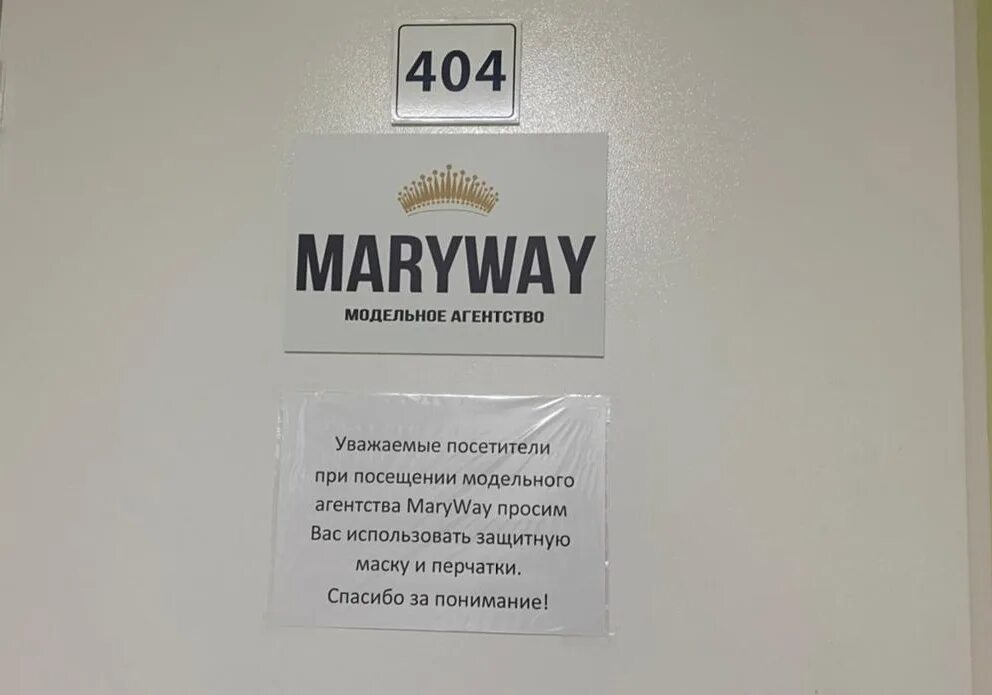 404
MARYWAY
МОДЕЛЬНОЕ АГЕНТСТВО
Уважаемые посетители
при посещении модельного
агентства MaryWay просим
Вас использовать защитную
маску и перчатки.
Спасибо за понимание!